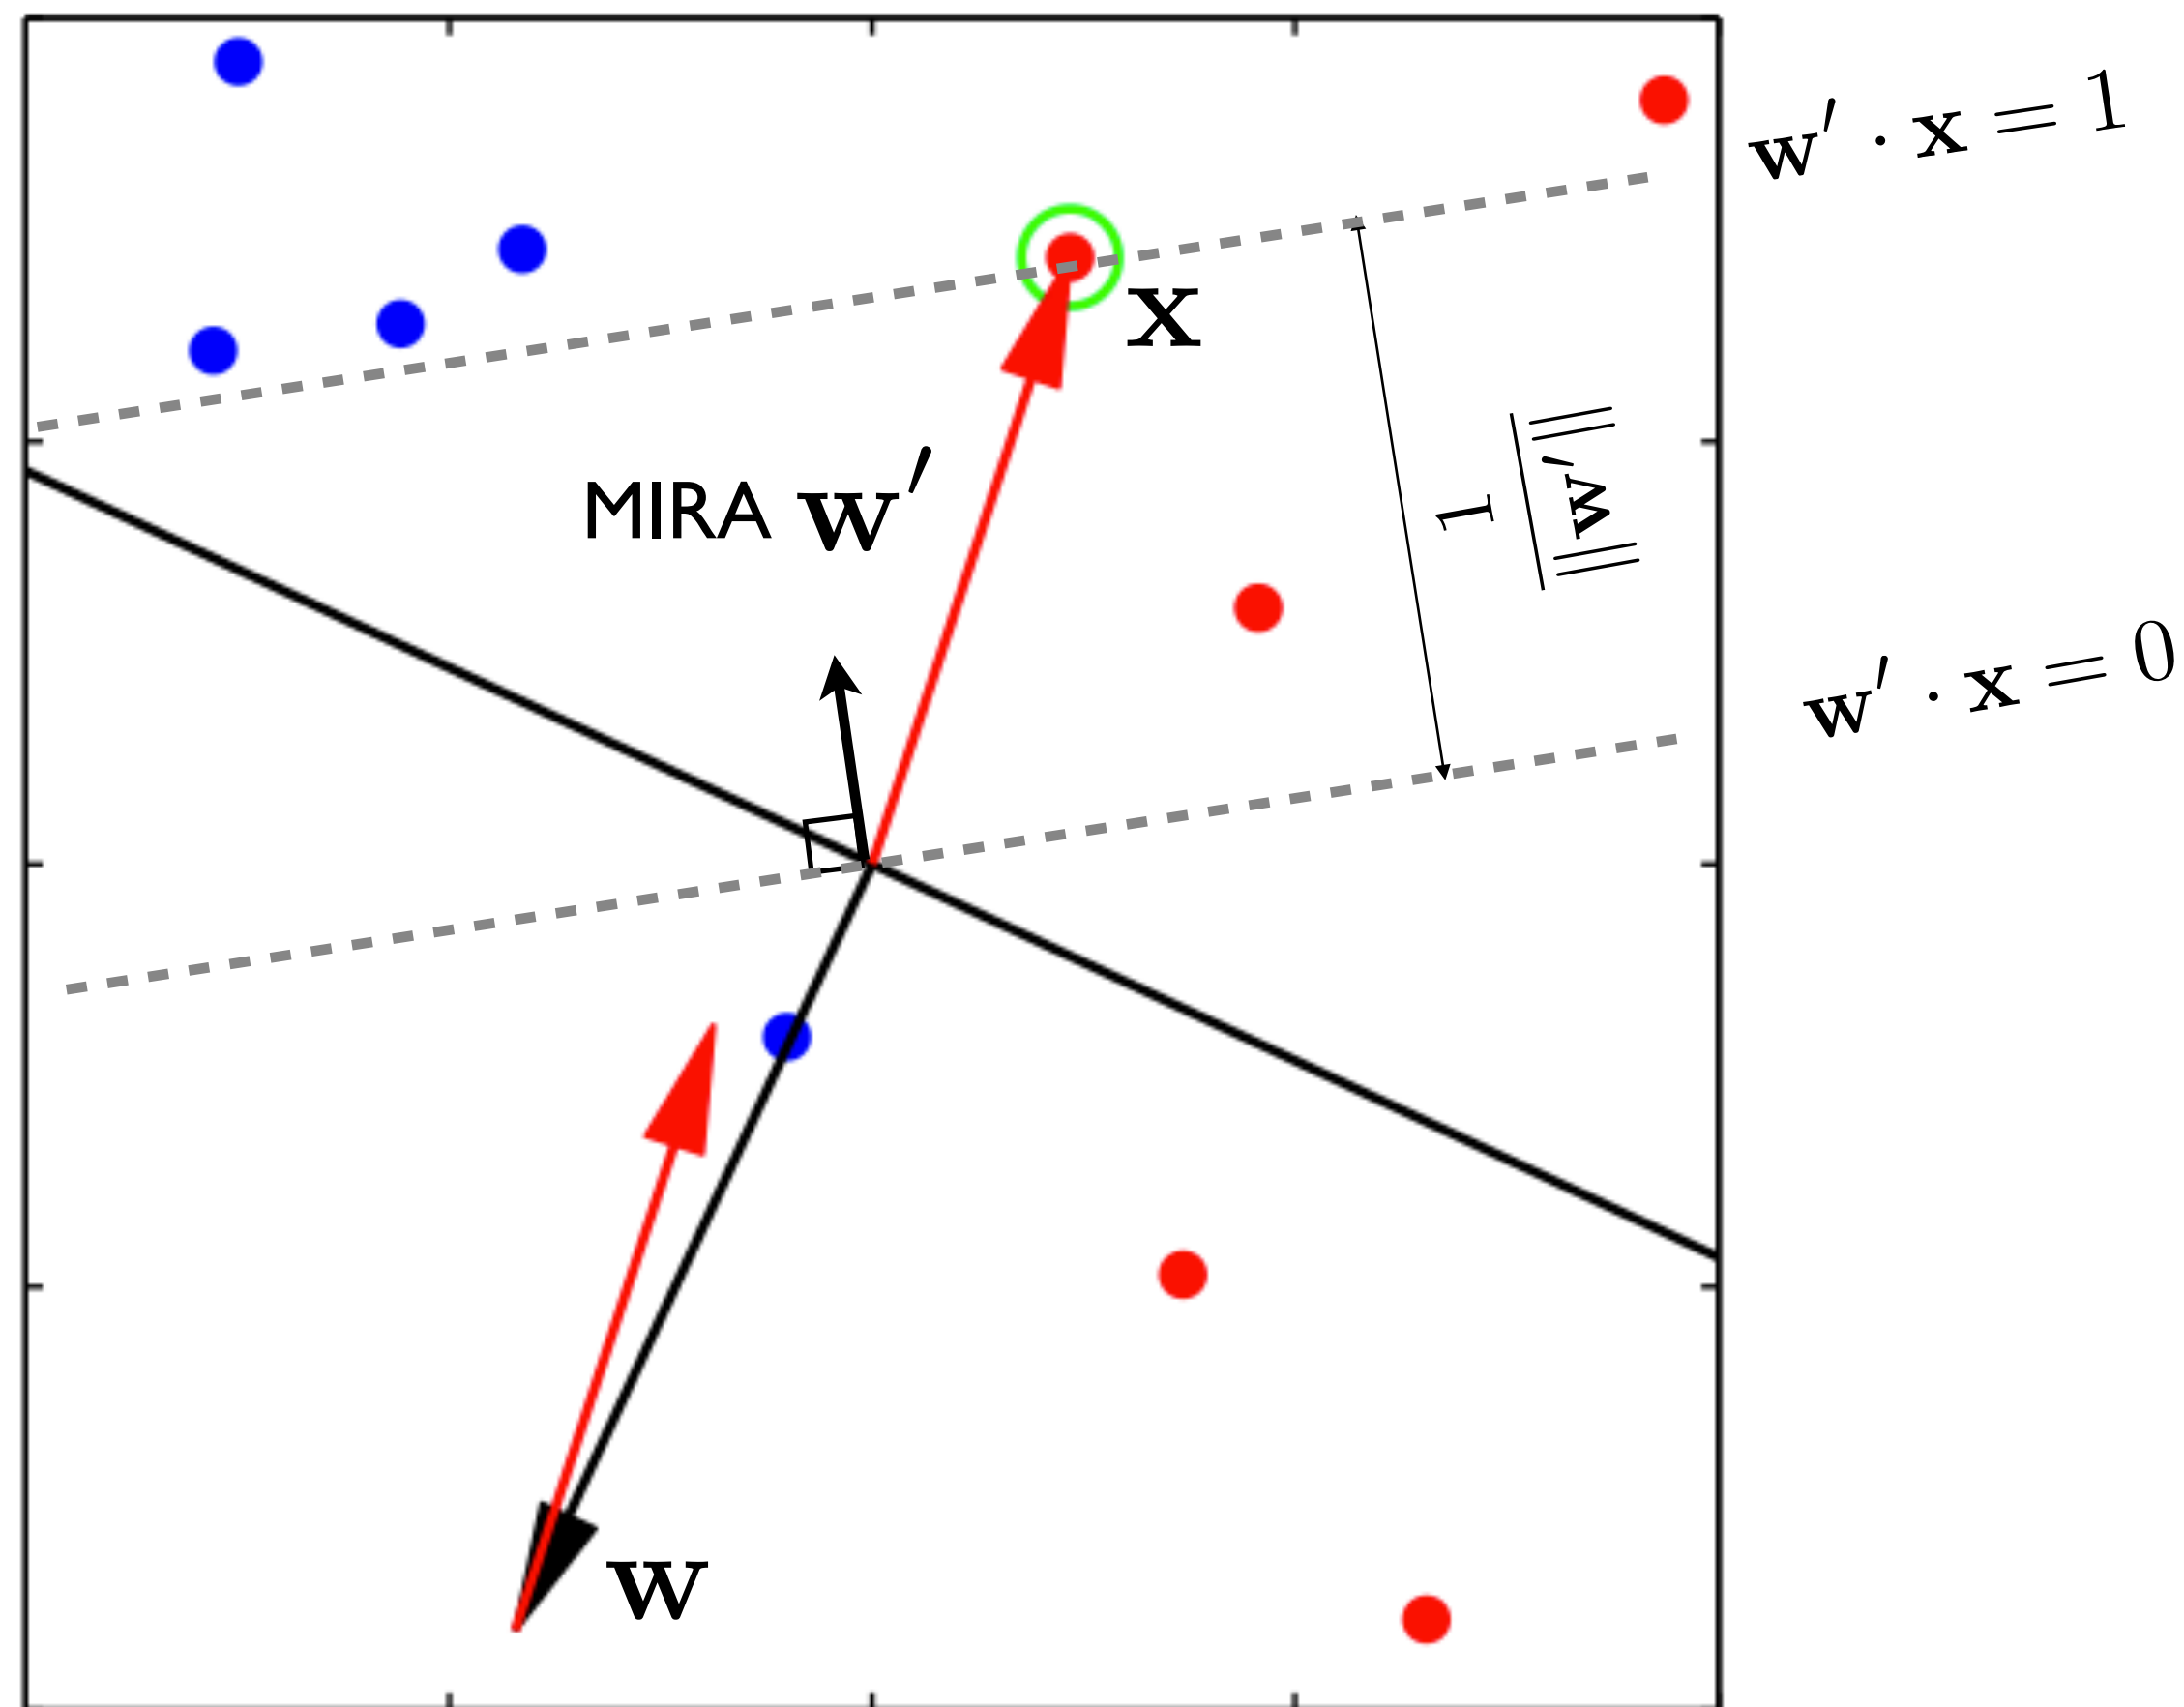 w′ · x = 1
x
MIRA w′
1 / ||w′||
w′ · x = 0
w